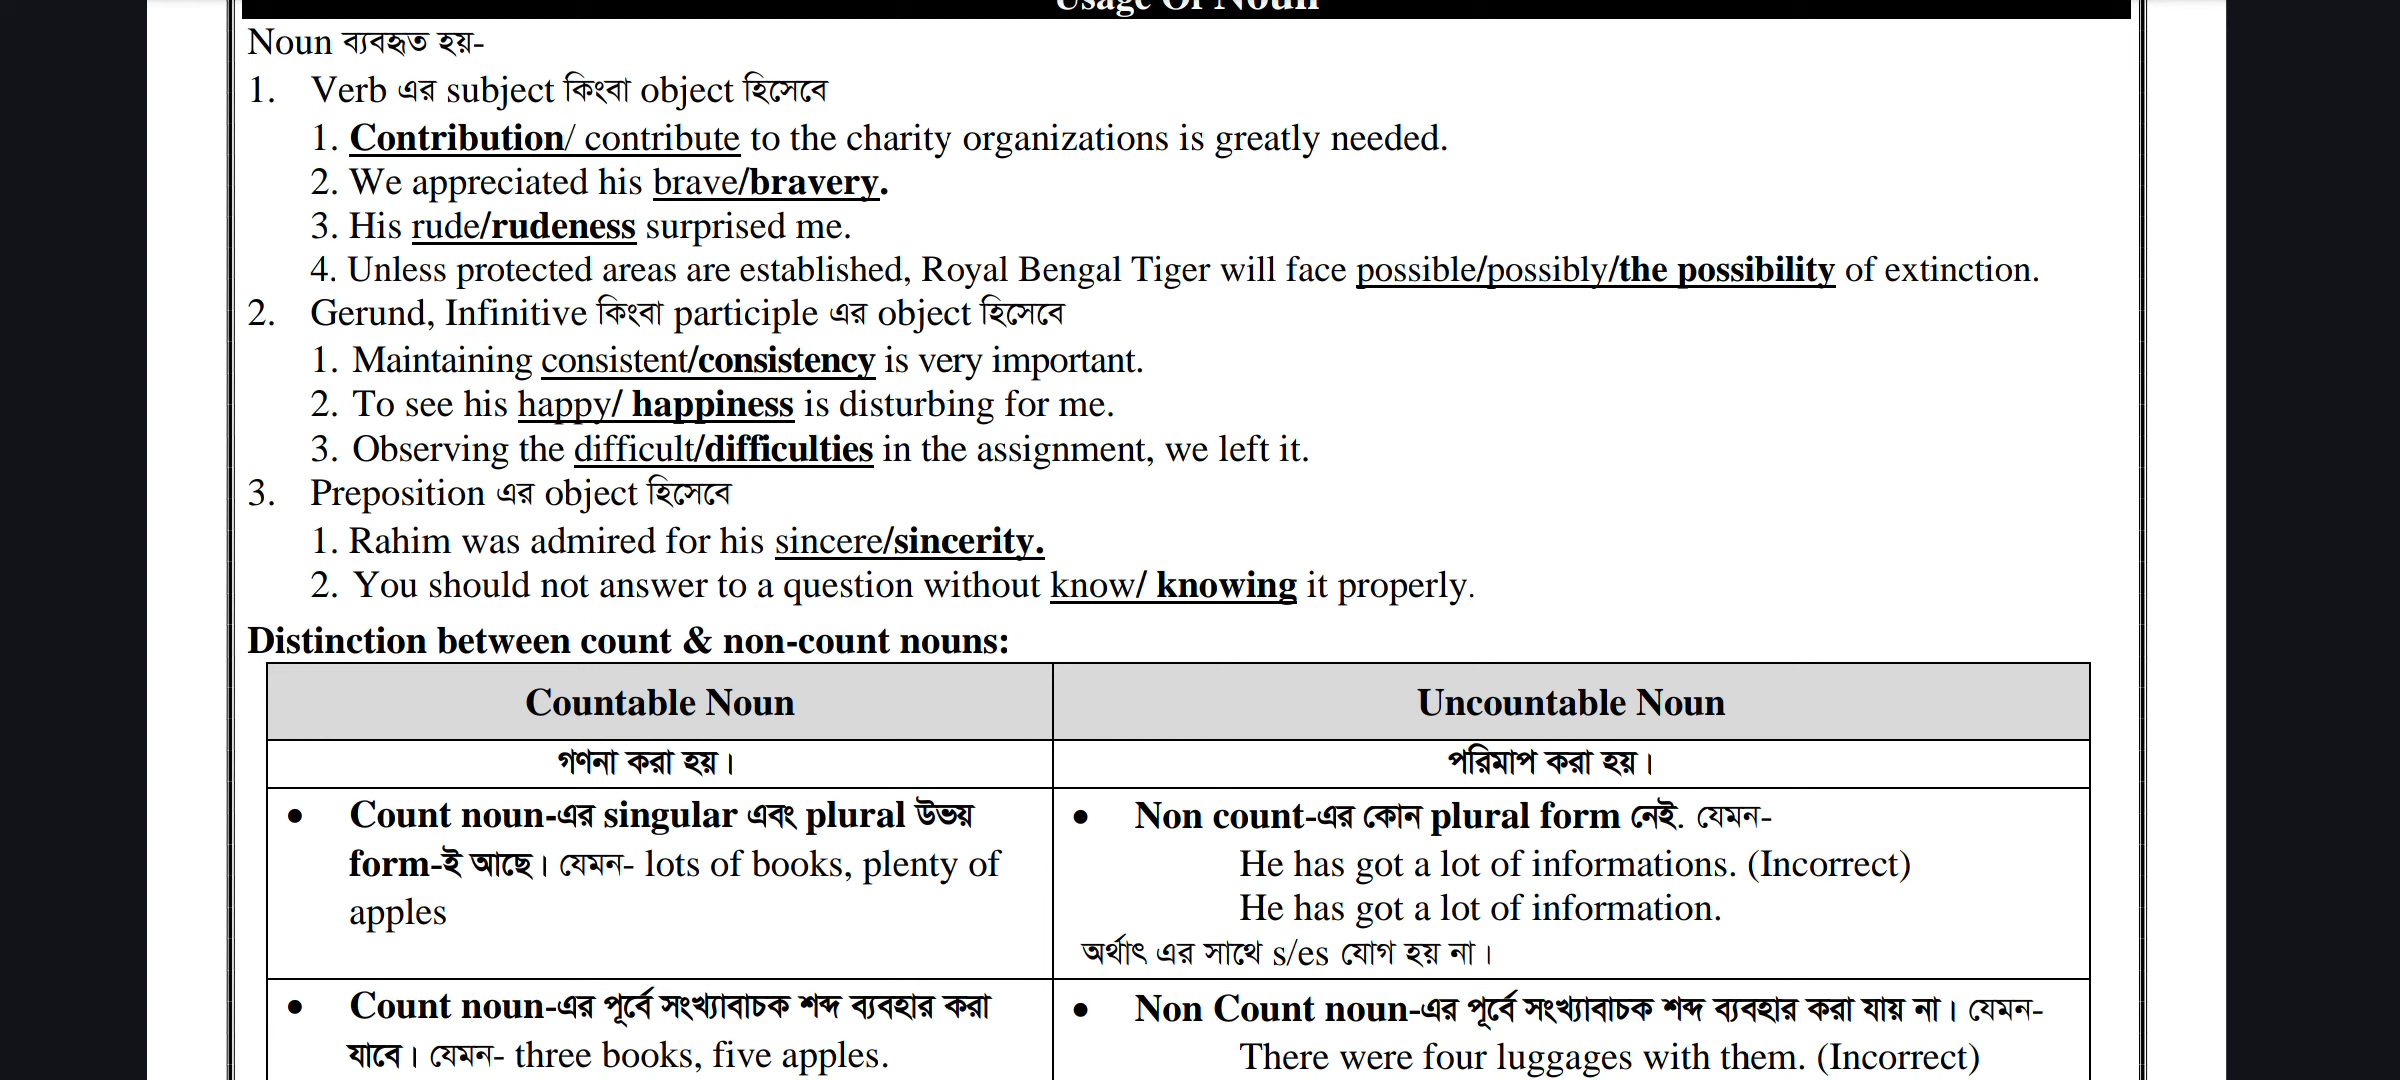 Usage Of Noun
Noun ব্যবহৃত হয়-
1. Verb এর subject কিংবা object হিসেবে
1. Contribution/ contribute to the charity organizations is greatly needed.
2. We appreciated his brave/bravery.
3. His rude/rudeness surprised me.
4. Unless protected areas are established, Royal Bengal Tiger will face possible/possibly/the possibility of extinction.
2. Gerund, Infinitive কিংবা participle এর object হিসেবে
1. Maintaining consistent/consistency is very important.
2. To see his happy/ happiness is disturbing for me.
3. Observing the difficult/difficulties in the assignment, we left it.
3. Preposition এর object হিসেবে
1. Rahim was admired for his sincere/sincerity.
2. You should not answer to a question without know/ knowing it properly.
Distinction between count & non-count nouns:
Countable Noun
Uncountable Noun
গণনা করা হয়।
পরিমাপ করা হয়।
• Count noun-এর singular এবং plural উভয়
form-ই আছে। যেমন- lots of books, plenty of
apples
• Non count-এর কোন plural form নেই. যেমন-
He has got a lot of informations. (Incorrect)
He has got a lot of information.
অর্থাৎ এর সাথে s/es যোগ হয় না।
• Count noun-এর পূর্বে সংখ্যাবাচক শব্দ ব্যবহার করা
যাবে। যেমন- three books, five apples.
• Non Count noun-এর পূর্বে সংখ্যাবাচক শব্দ ব্যবহার করা যায় না। যেমন-
There were four luggages with them. (Incorrect)